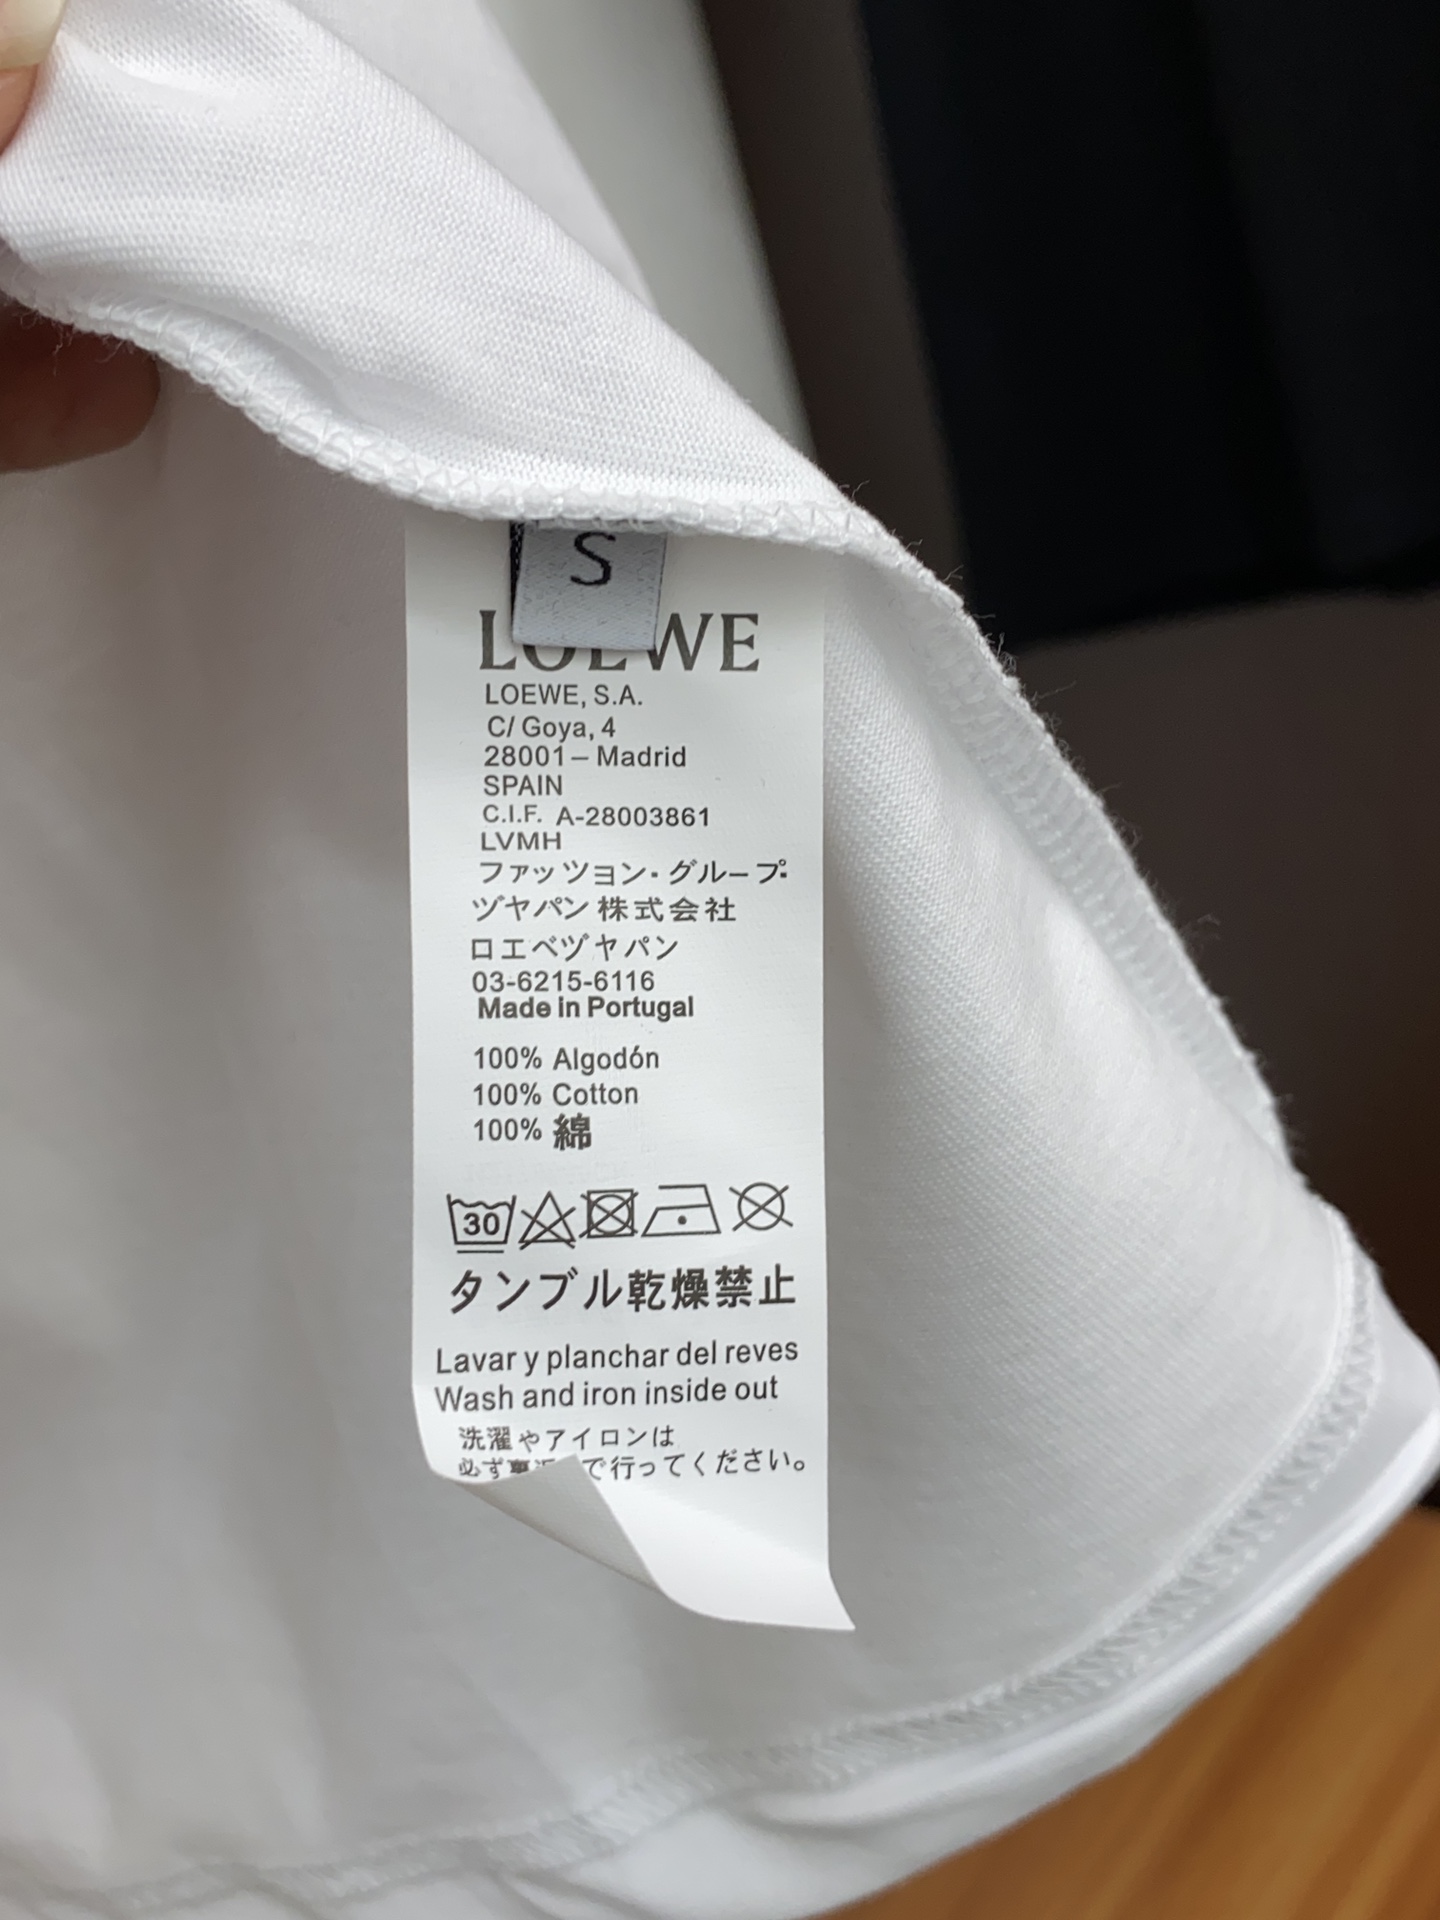 S
LOEWE
LOEWE, S.A.
C/ Goya, 4
28001 – Madrid
SPAIN
C.I.F. A-28003861
LVMH
ファッツョン・グループ:
ヅヤパン 株式会社
ロエベヅヤパン
03-6215-6116
Made in Portugal
100% Algodón
100% Cotton
100% 綿
30
タンブル乾燥禁止
Lavar y planchar del reves
Wash and iron inside out
洗濯やアイロンは
必ず で行ってください。